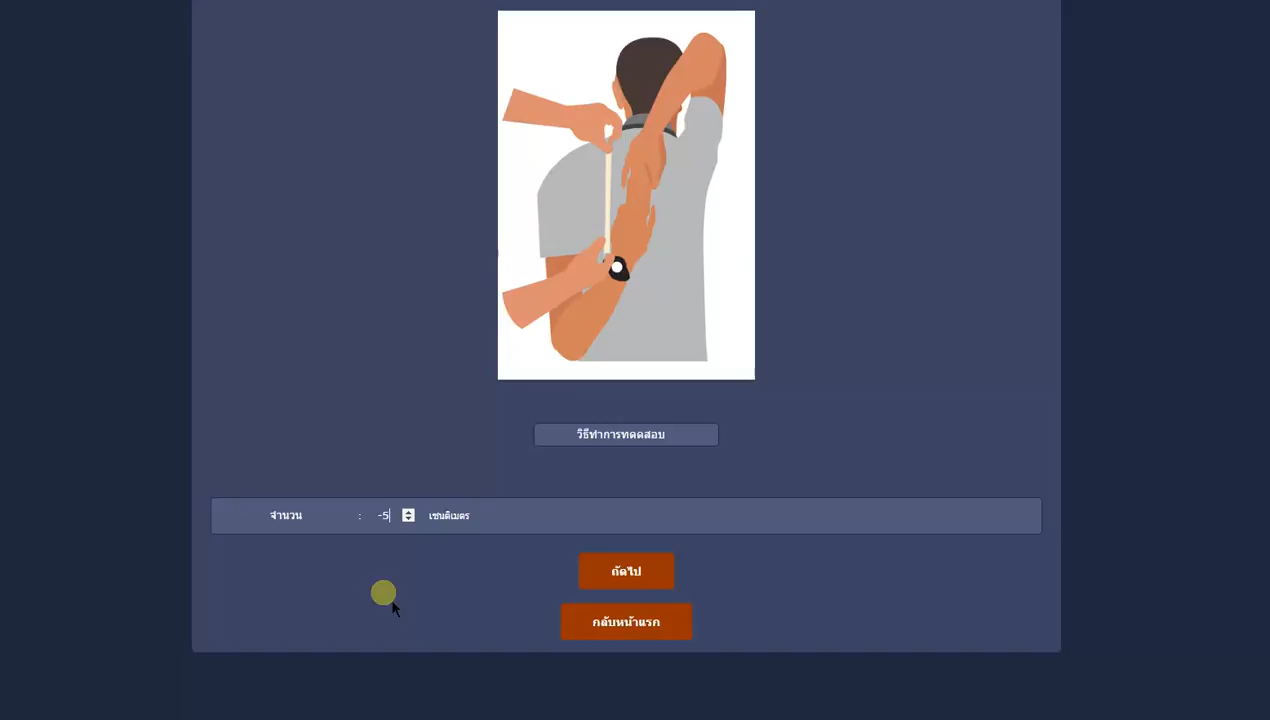 วิธีทำการทดสอบ
จำนวน : -5 เซนติเมตร
ถัดไป
กลับหน้าแรก